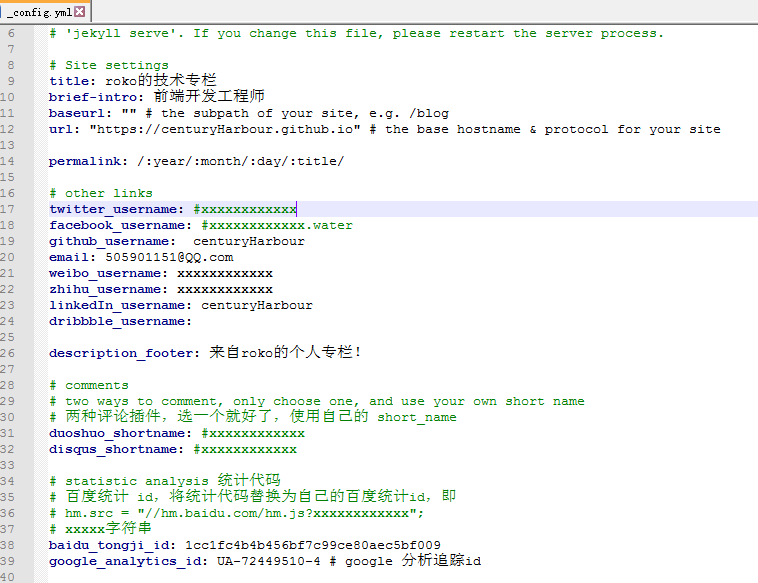 _config.yml
6 # 'jekyll serve'. If you change this file, please restart the server process.
7
8 # Site settings
9 title: roko的技术专栏
10 brief-intro: 前端开发工程师
11 baseurl: "" # the subpath of your site, e.g. /blog
12 url: "https://centuryHarbour.github.io" # the base hostname & protocol for your site
13
14 permalink: /:year/:month/:day/:title/
15
16 # other links
17 twitter_username: #xxxxxxxxxxxx
18 facebook_username: #xxxxxxxxxxxx.water
19 github_username:  centuryHarbour
20 email: 505901151@QQ.com
21 weibo_username: xxxxxxxxxxxx
22 zhihu_username: xxxxxxxxxxxx
23 linkedIn_username: centuryHarbour
24 dribbble_username:
25
26 description_footer: 来自roko的个人专栏!
27
28 # comments
29 # two ways to comment, only choose one, and use your own short name
30 # 两种评论插件，选一个就好了，使用自己的 short_name
31 duoshuo_shortname: #xxxxxxxxxxxx
32 disqus_shortname: #xxxxxxxxxxxx
33
34 # statistic analysis 统计代码
35 # 百度统计 id，将统计代码替换为自己的百度统计id，即
36 # hm.src = "//hm.baidu.com/hm.js?xxxxxxxxxxxx";
37 # xxxxx字符串
38 baidu_tongji_id: 1cc1fc4b4b456bf7c99ce80aec5bf009
39 google_analytics_id: UA-72449510-4 # google 分析追踪id
40